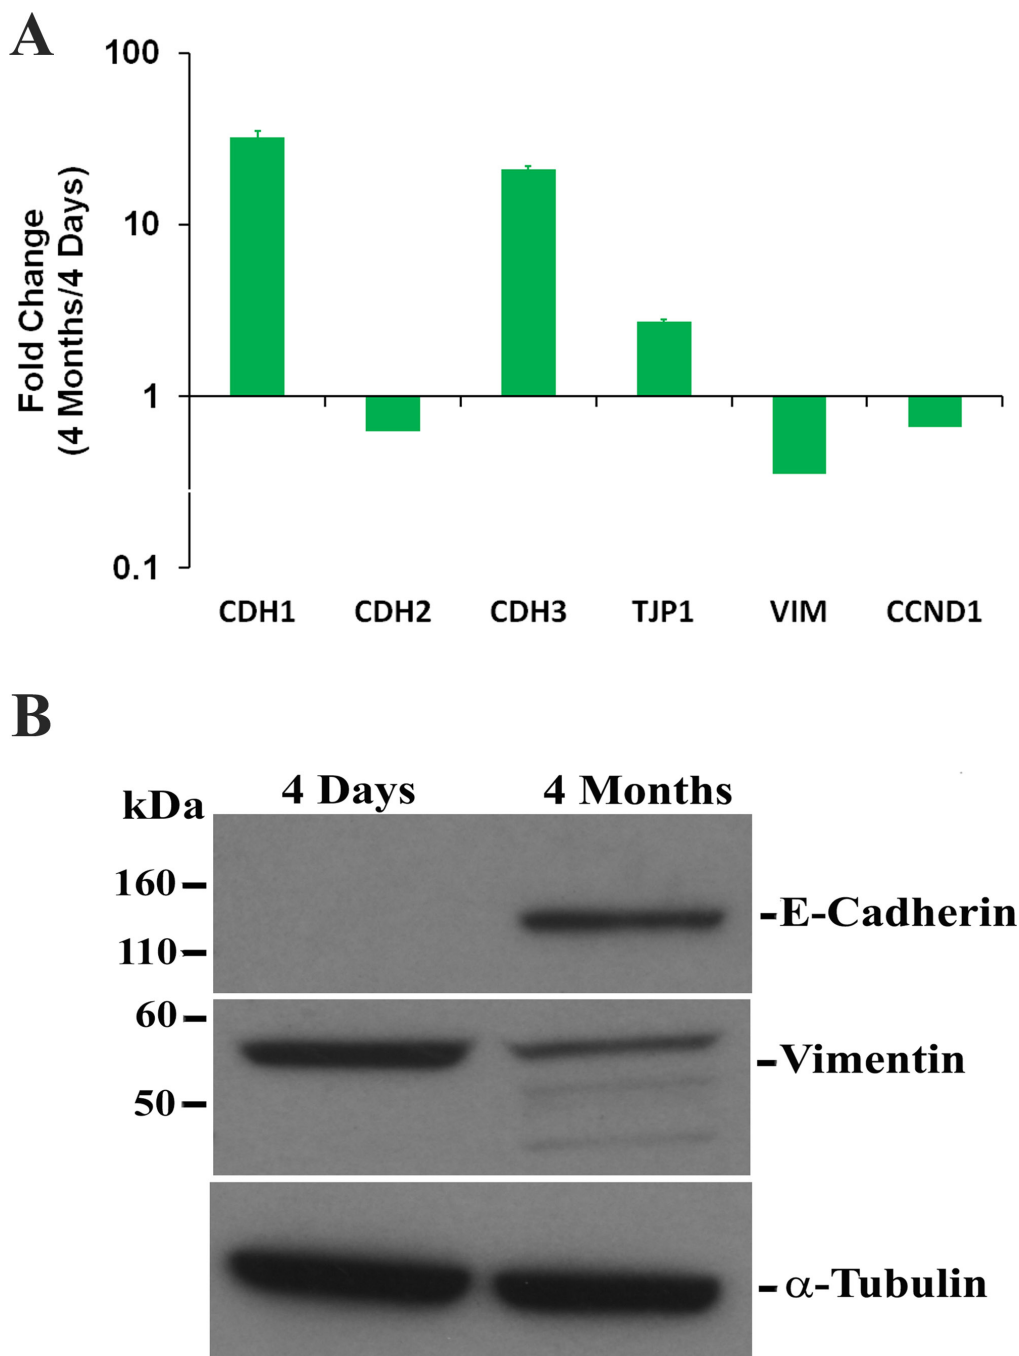 A
100
10
1
0.1
Fold Change
(4 Months/4 Days)
CDH1 CDH2 CDH3 TJP1 VIM CCND1
B
kDa 4 Days 4 Months
160
110
-E-Cadherin
60
50
-Vimentin
-α-Tubulin